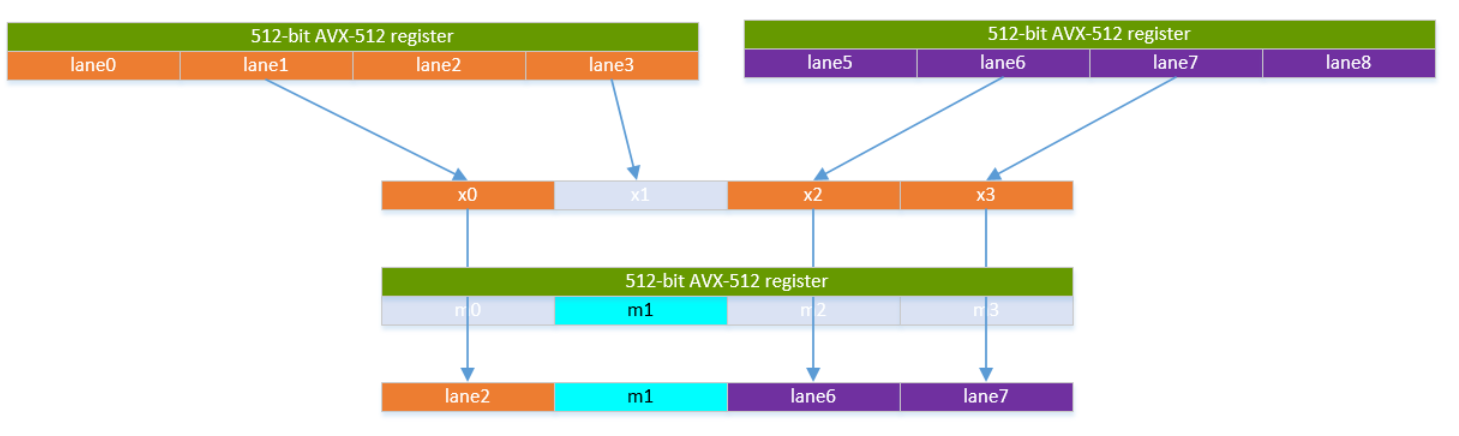 512-bit AVX-512 register
lane0 lane1 lane2 lane3
512-bit AVX-512 register
lane5 lane6 lane7 lane8
x0 x1 x2 x3
512-bit AVX-512 register
m0 m1 m2 m3
lane2 m1 lane6 lane7